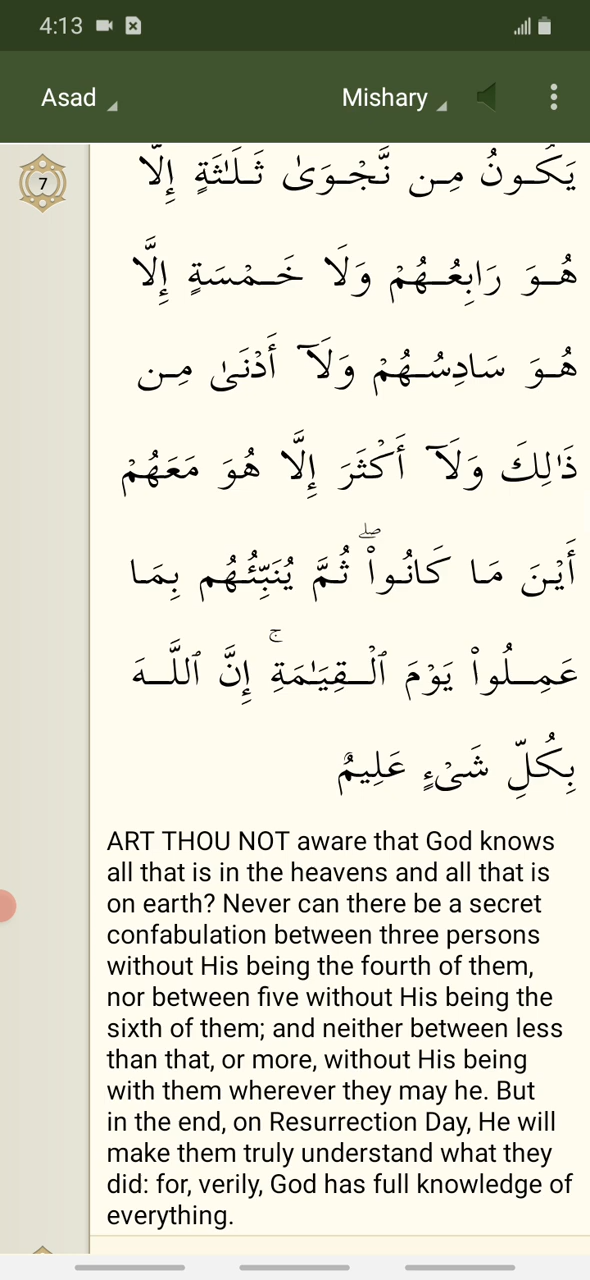 4:13
Asad
Mishary
7
يَكُونُ مِن نَّجْوَىٰ ثَلَٰثَةٍ إِلَّا
هُوَ رَابِعُهُمْ وَلَا خَمْسَةٍ إِلَّا
هُوَ سَادِسُهُمْ وَلَآ أَدْنَىٰ مِن
ذَٰلِكَ وَلَآ أَكْثَرَ إِلَّا هُوَ مَعَهُمْ
أَيْنَ مَا كَانُوا۟ ۖ ثُمَّ يُنَبِّئُهُم بِمَا
عَمِلُوا۟ يَوْمَ ٱلْقِيَٰمَةِ ۚ إِنَّ ٱللَّهَ
بِكُلِّ شَىْءٍ عَلِيمٌ
ART THOU NOT aware that God knows
all that is in the heavens and all that is
on earth? Never can there be a secret
confabulation between three persons
without His being the fourth of them,
nor between five without His being the
sixth of them; and neither between less
than that, or more, without His being
with them wherever they may he. But
in the end, on Resurrection Day, He will
make them truly understand what they
did: for, verily, God has full knowledge of
everything.